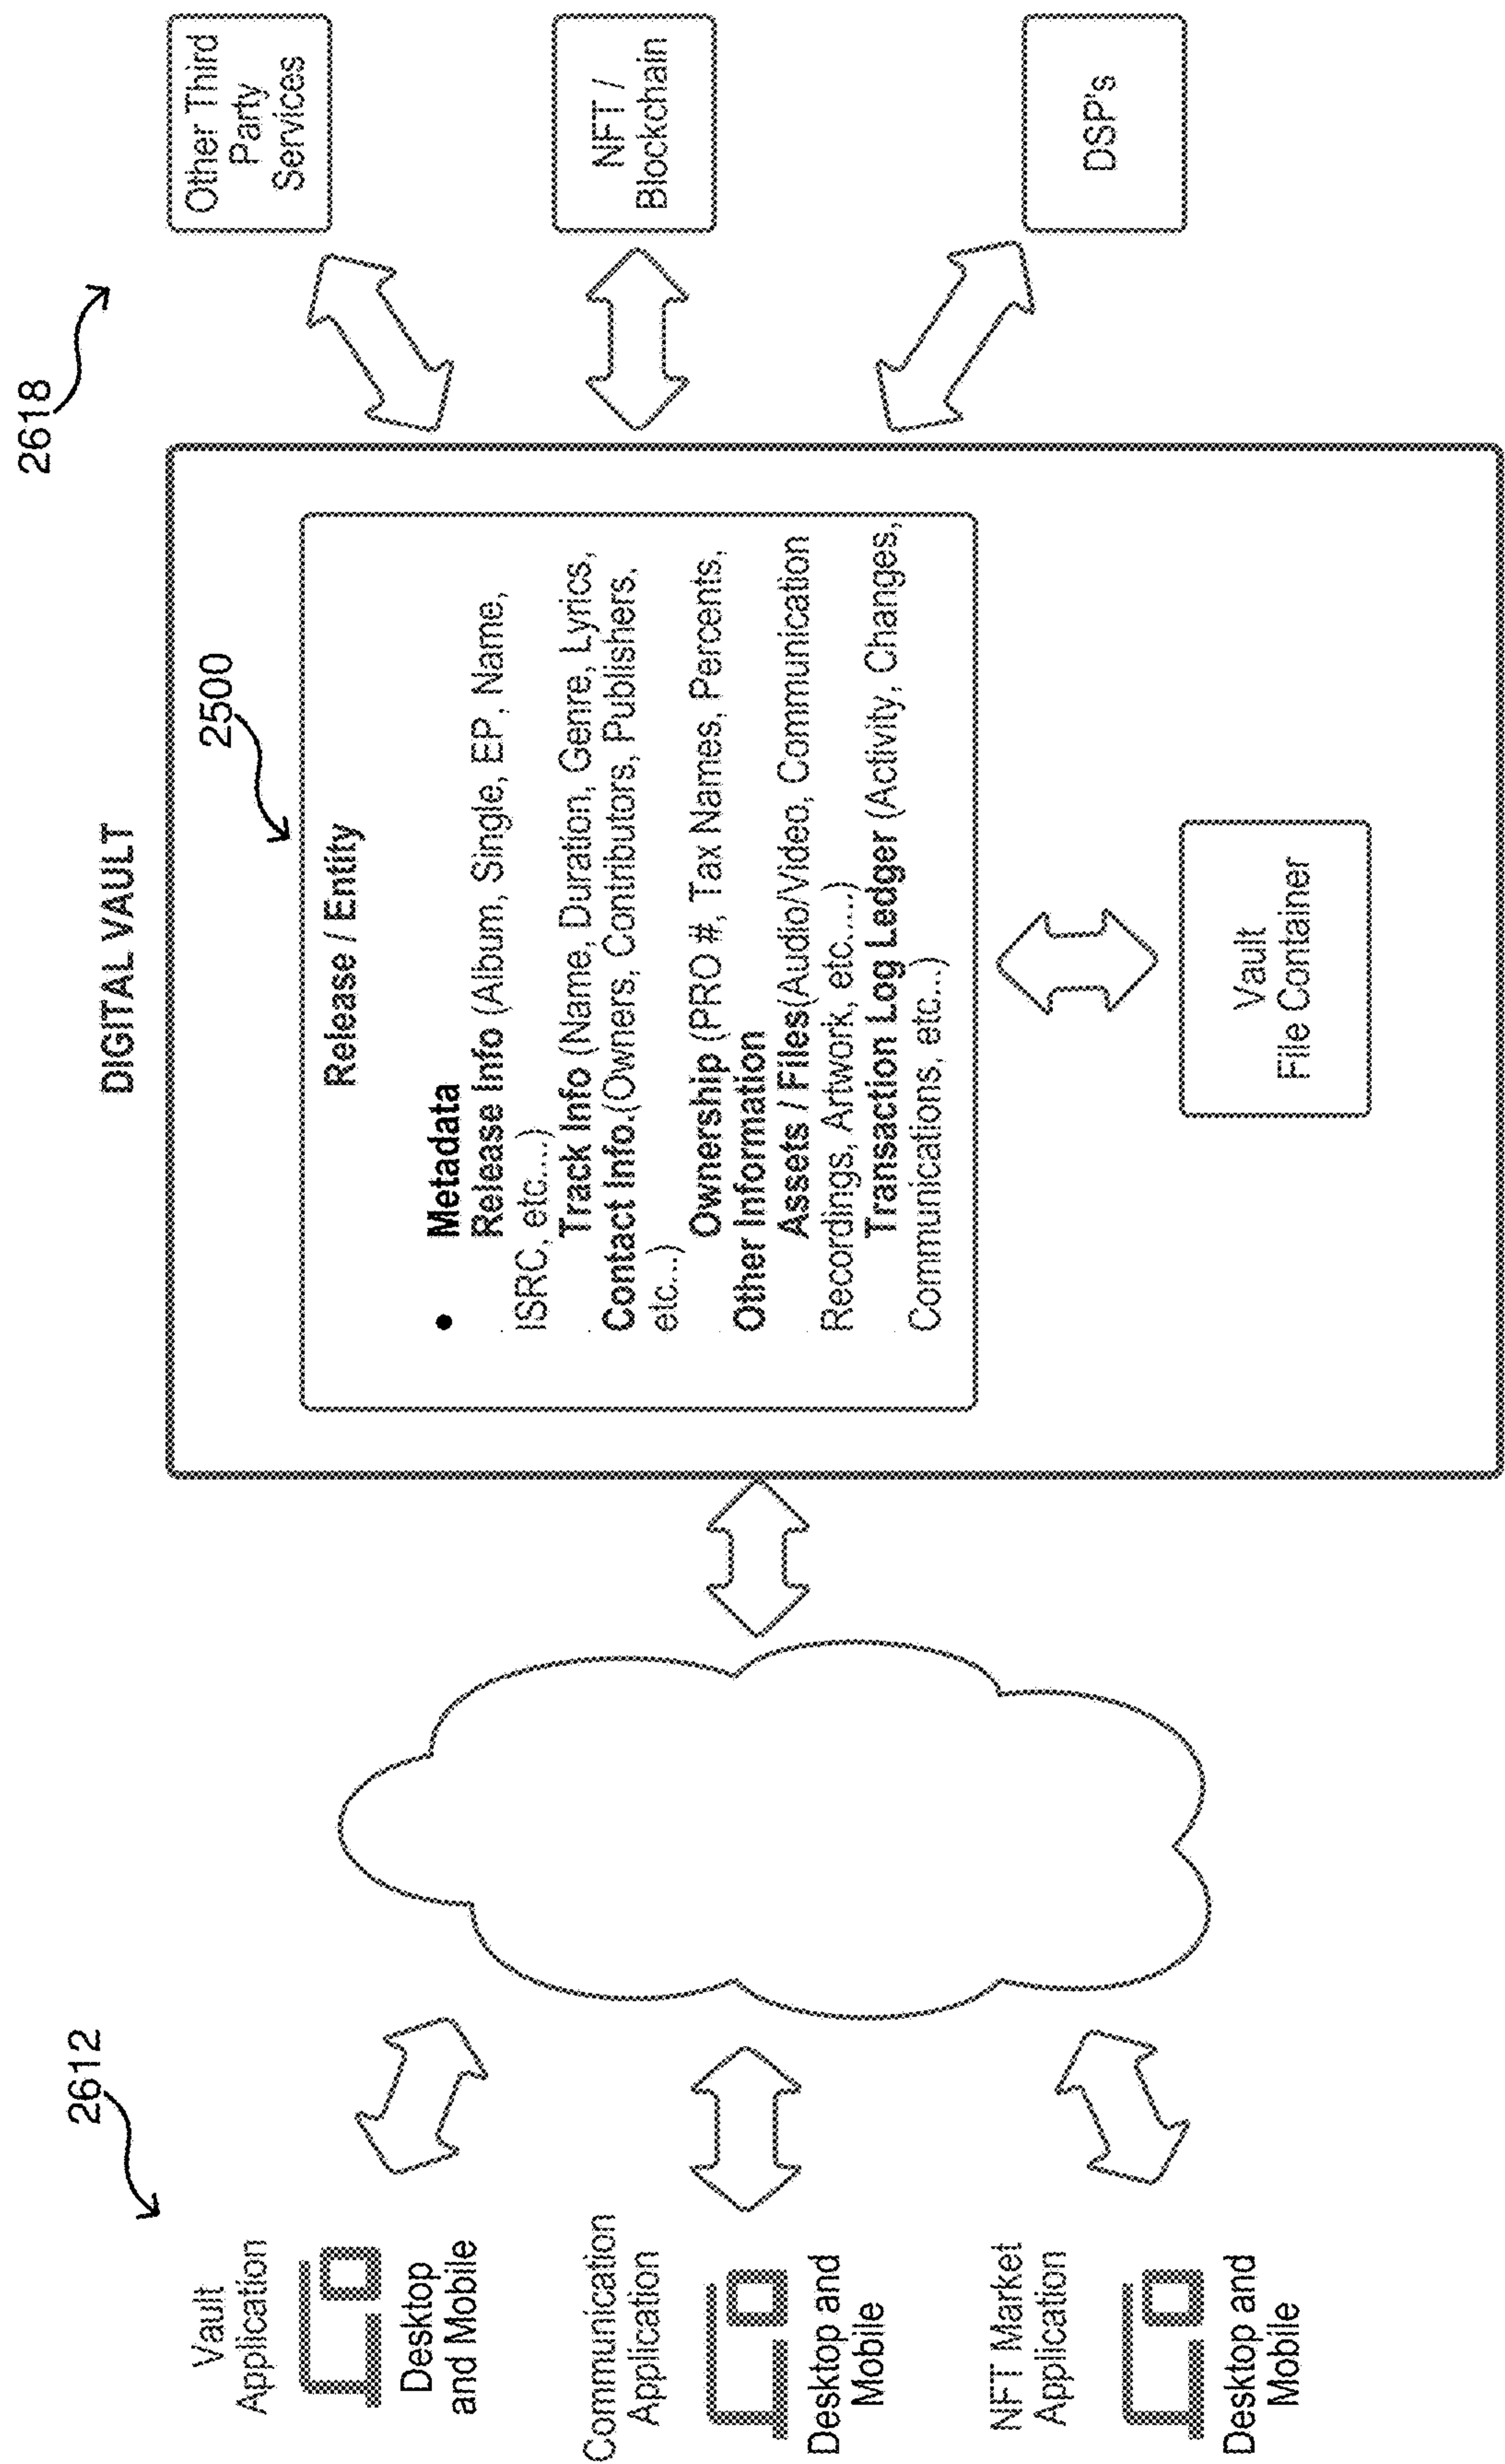 2612
2618
DIGITAL VAULT
2500
Vault
Application
Desktop
and Mobile
Communication
Application
Desktop and
Mobile
NFT Market
Application
Desktop and
Mobile
Release / Entity
• Metadata
Release Info (Album, Single, EP, Name,
ISRC, etc....)
Track Info (Name, Duration, Genre, Lyrics,
Contact Info.(Owners, Contributors, Publishers,
etc...)
Ownership (PRO #, Tax Names, Percents,
Other Information
Assets / Files(Audio/Video, Communication
Recordings, Artwork, etc.....)
Transaction Log Ledger (Activity, Changes,
Communications, etc...)
Vault
File Container
Other Third
Party
Services
NFT /
Blockchain
DSP's